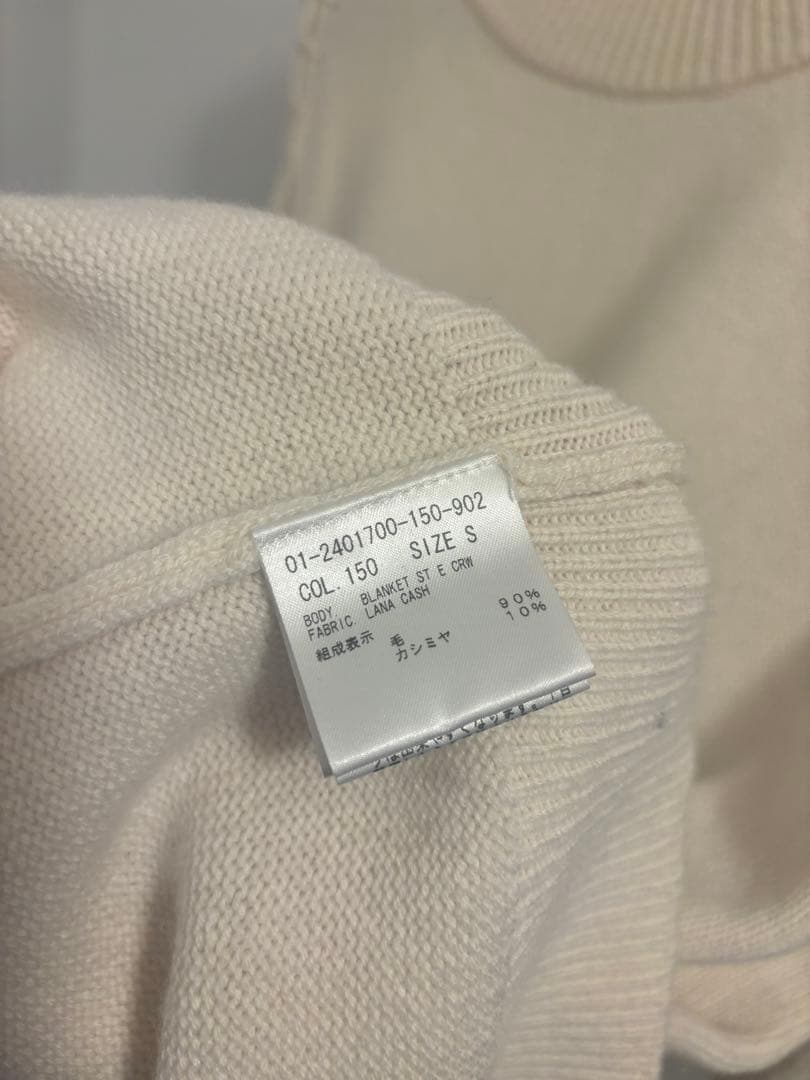 01-2401700-150-902
COL. 150 SIZE S
BODY BLANKET ST E CRW
FABRIC LANA CASH
組成表示 毛 90%
カシミヤ 10%